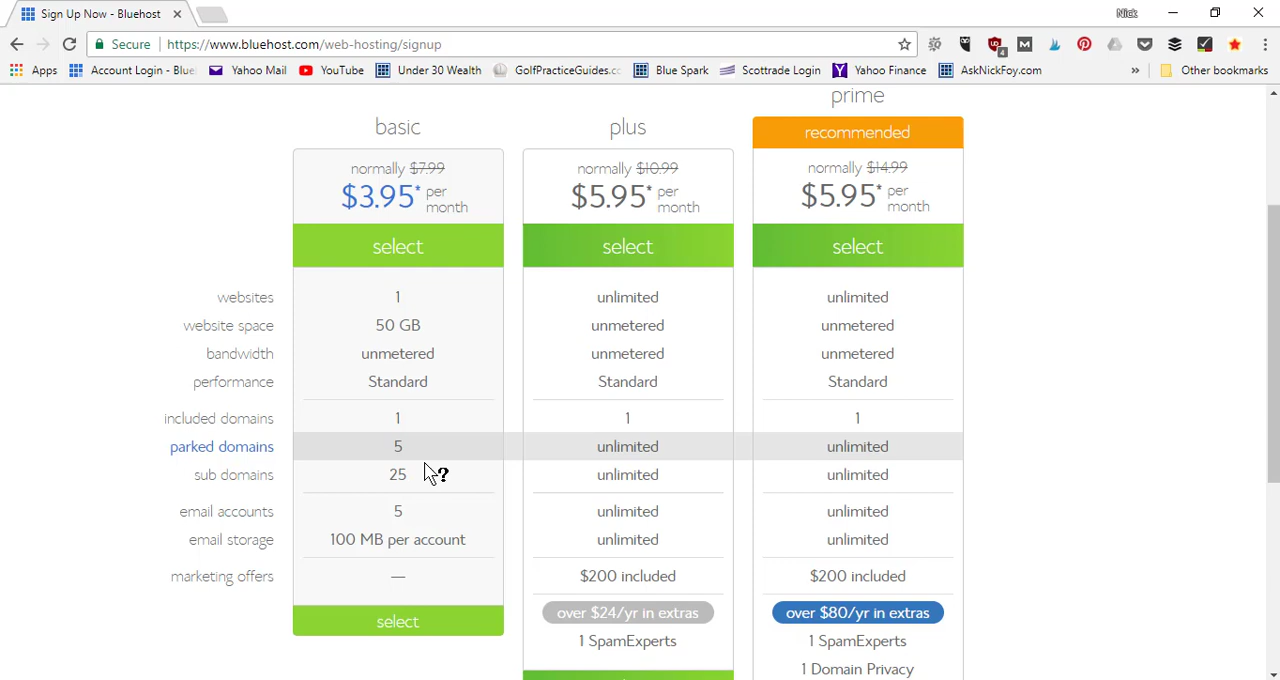 Sign Up Now - Bluehost
Nick
Secure https://www.bluehost.com/web-hosting/signup
Apps Account Login - Blue Yahoo Mail YouTube Under 30 Wealth GolfPracticeGuides.cc Blue Spark Scottrade Login Yahoo Finance AskNickFoy.com » Other bookmarks
basic plus prime
recommended
normally $7.99 normally $10.99 normally $14.99
$3.95* per month $5.95* per month $5.95* per month
select select select
websites 1 unlimited unlimited
website space 50 GB unmetered unmetered
bandwidth unmetered unmetered unmetered
performance Standard Standard Standard
included domains 1 1 1
parked domains 5 unlimited unlimited
sub domains 25 unlimited unlimited
email accounts 5 unlimited unlimited
email storage 100 MB per account unlimited unlimited
marketing offers — $200 included $200 included
over $24/yr in extras over $80/yr in extras
select 1 SpamExperts 1 SpamExperts
1 Domain Privacy